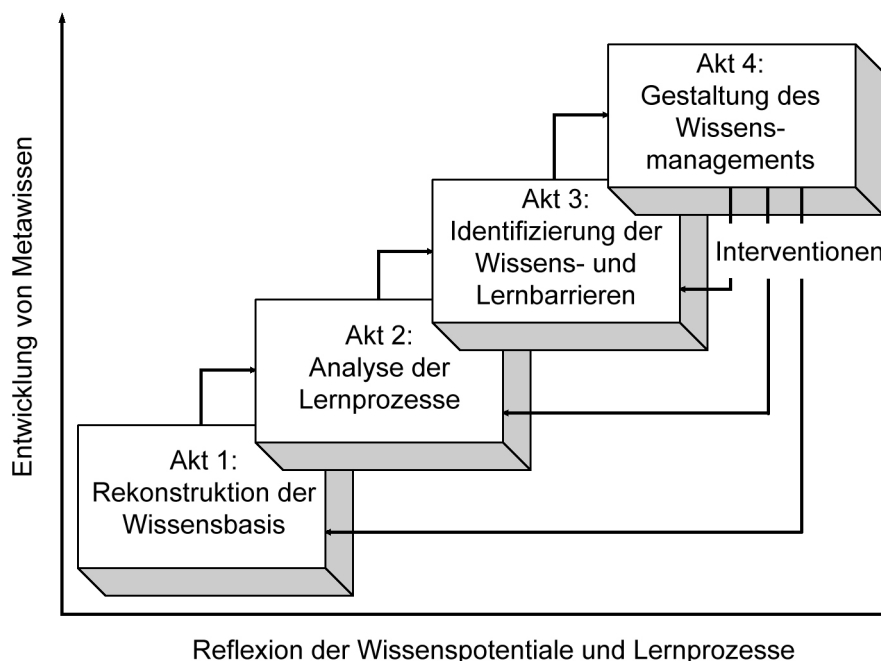 Entwicklung von Metawissen
Akt 4:
Gestaltung des
Wissens-
managements
Akt 3:
Identifizierung der
Wissens- und
Lernbarrieren
Interventionen
Akt 2:
Analyse der
Lernprozesse
Akt 1:
Rekonstruktion der
Wissensbasis
Reflexion der Wissenspotentiale und Lernprozesse